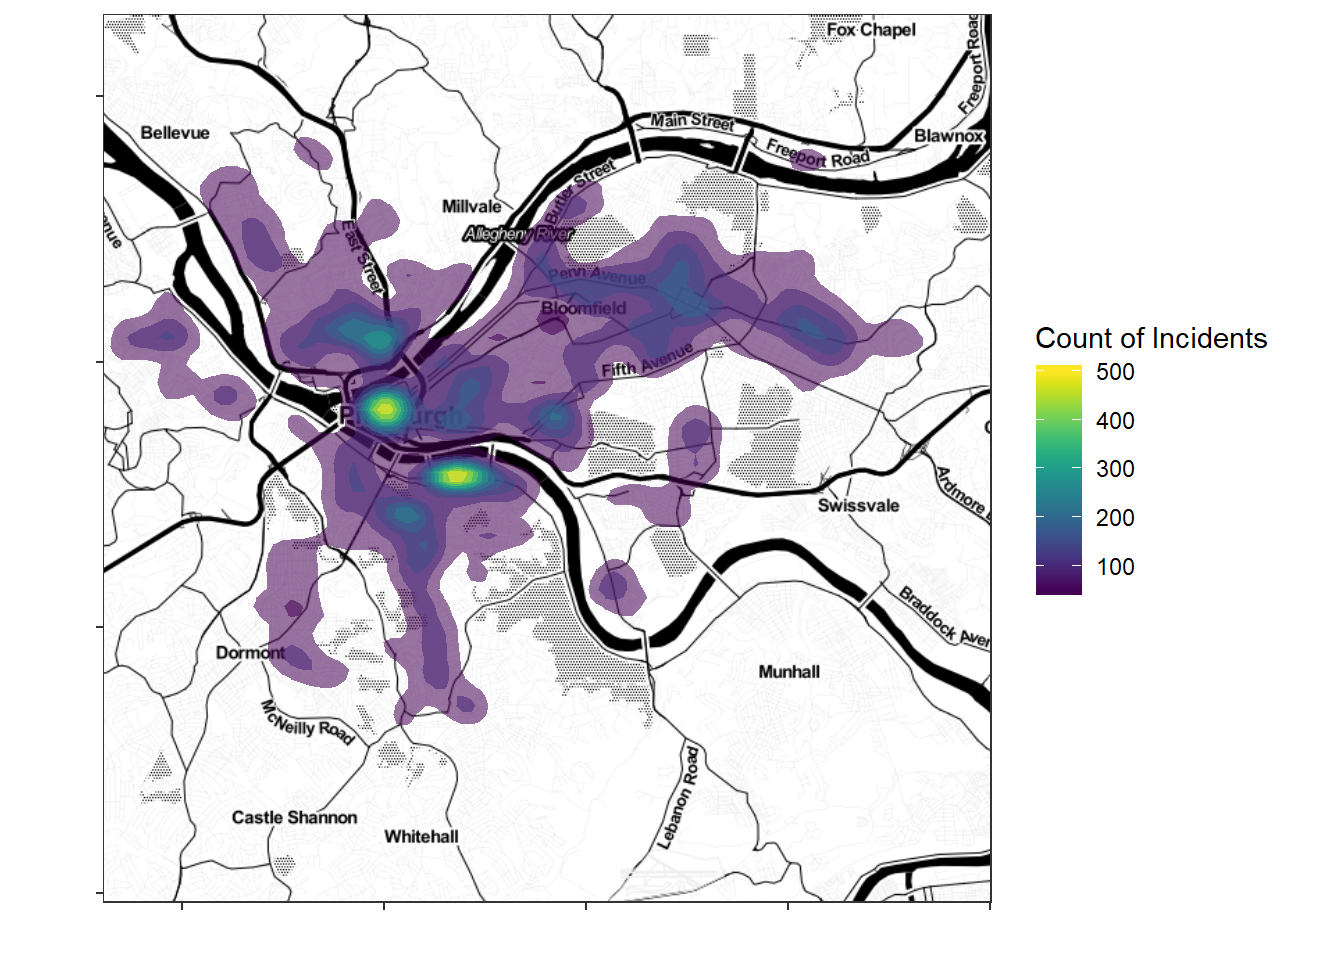 Fox Chapel
Freeport Road
Main Street
Bellevue
Blawnox
Freeport Road
Butler Street
Millvale
Allegheny River
East Street
Penn Avenue
Bloomfield
Count of Incidents
Fifth Avenue
500
400
300
200
100
Swissvale
Braddock
Dormont
Munhall
McNeilly Road
Lebanon Road
Castle Shannon
Whitehall
Ardmore